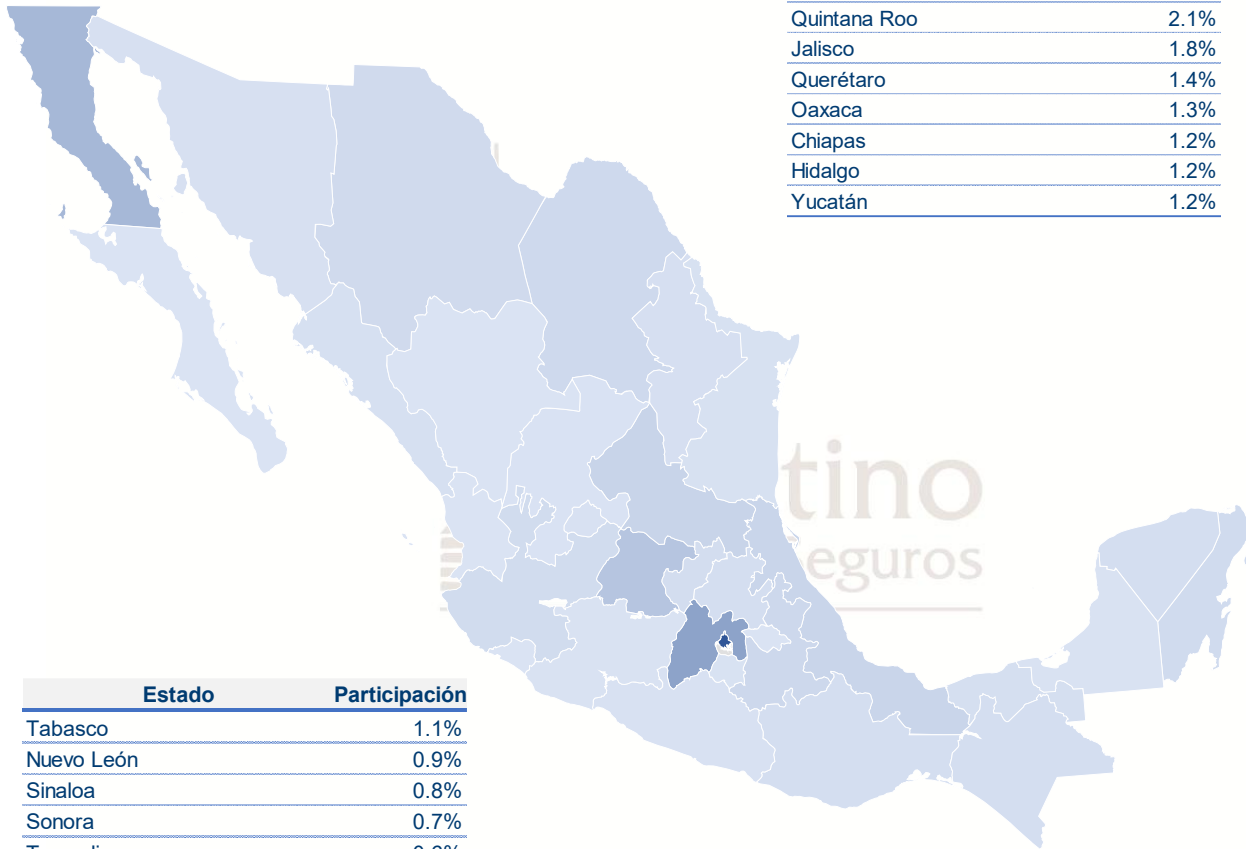 Quintana Roo 2.1%
Jalisco 1.8%
Querétaro 1.4%
Oaxaca 1.3%
Chiapas 1.2%
Hidalgo 1.2%
Yucatán 1.2%
tino
eguros
Estado Participación
Tabasco 1.1%
Nuevo León 0.9%
Sinaloa 0.8%
Sonora 0.7%